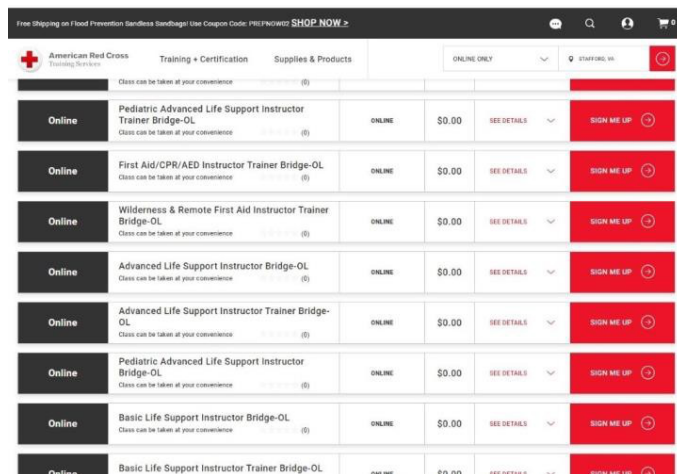 Free Shipping on Flood Prevention Sandless Sandbags! Use Coupon Code: PREPNOW02 SHOP NOW >
0
American Red Cross
Training Services
Training + Certification
Supplies & Products
ONLINE ONLY
STAFFORD, VA
Class can be taken at your convenience (0)
Online
Pediatric Advanced Life Support Instructor
Trainer Bridge-OL
Class can be taken at your convenience (0)
ONLINE
$0.00
SEE DETAILS
SIGN ME UP
Online
First Aid/CPR/AED Instructor Trainer Bridge-OL
Class can be taken at your convenience (0)
ONLINE
$0.00
SEE DETAILS
SIGN ME UP
Online
Wilderness & Remote First Aid Instructor Trainer
Bridge-OL
Class can be taken at your convenience (0)
ONLINE
$0.00
SEE DETAILS
SIGN ME UP
Online
Advanced Life Support Instructor Bridge-OL
Class can be taken at your convenience (0)
ONLINE
$0.00
SEE DETAILS
SIGN ME UP
Online
Advanced Life Support Instructor Trainer Bridge-
OL
Class can be taken at your convenience (0)
ONLINE
$0.00
SEE DETAILS
SIGN ME UP
Online
Pediatric Advanced Life Support Instructor
Bridge-OL
Class can be taken at your convenience (0)
ONLINE
$0.00
SEE DETAILS
SIGN ME UP
Online
Basic Life Support Instructor Bridge-OL
Class can be taken at your convenience (0)
ONLINE
$0.00
SEE DETAILS
SIGN ME UP
Online
Basic Life Support Instructor Trainer Bridge-OL
ONLINE
$0.00
SEE DETAILS
SIGN ME UP